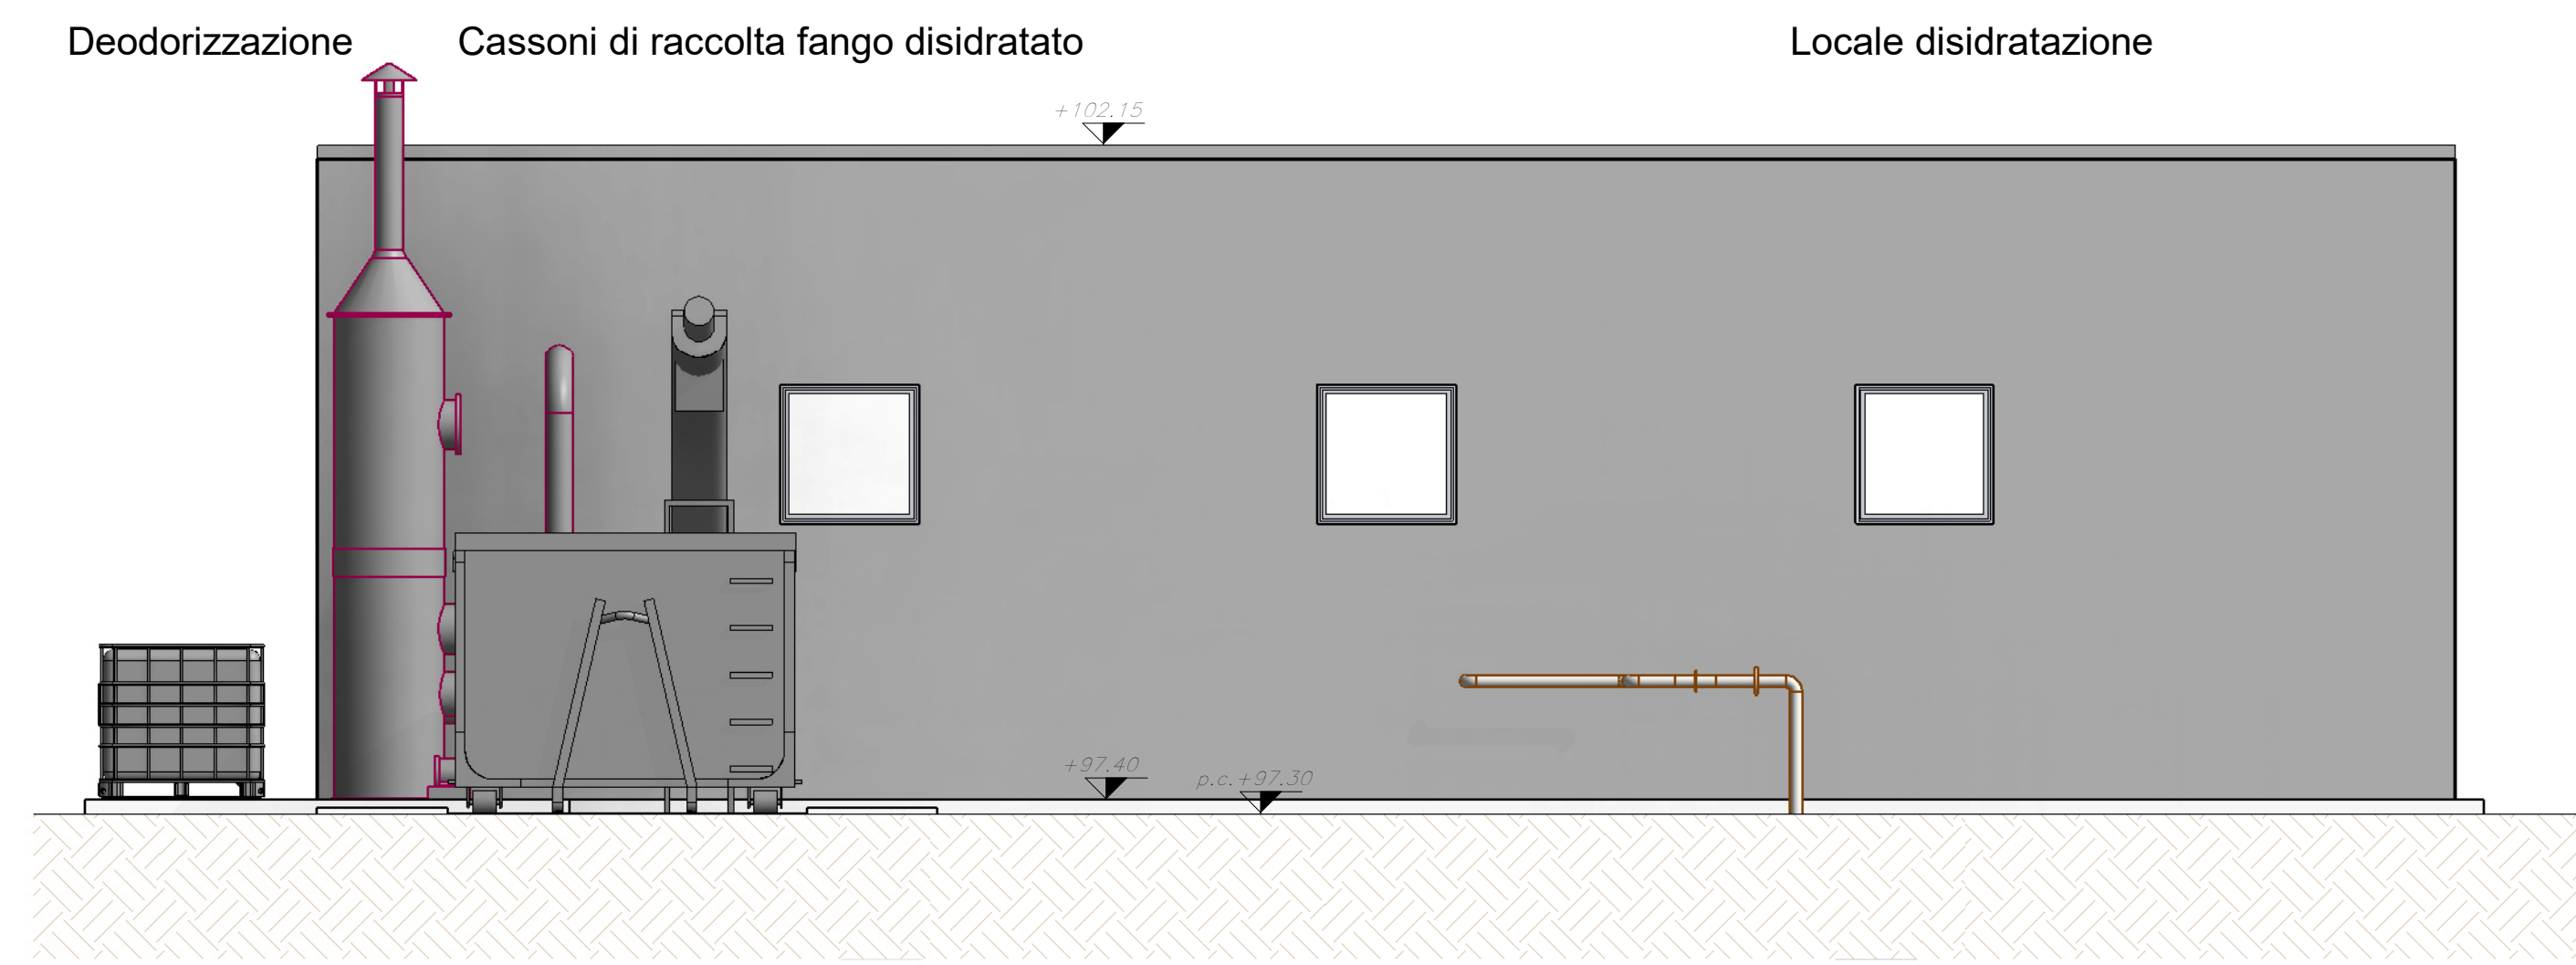 Deodorizzazione
Cassoni di raccolta fango disidratato
Locale disidratazione
+102.15
+97.40
p.c.+97.30